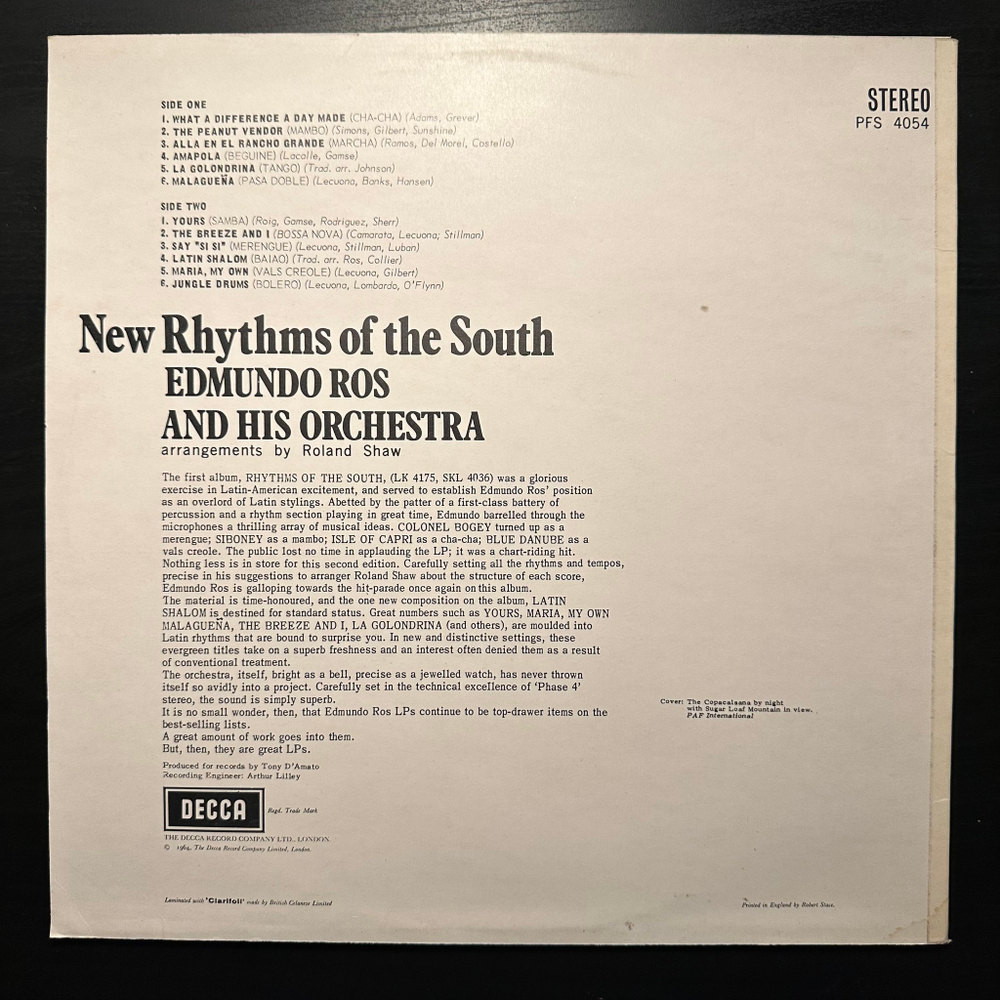 STEREO
PFS 4054
SIDE ONE
1. WHAT A DIFFERENCE A DAY MADE (CHA-CHA) (Adams, Grever)
2. THE PEANUT VENDOR (MAMBO) (Simons, Gilbert, Sunshine)
3. ALLA EN EL RANCHO GRANDE (MARCHA) (Ramos, Del Morel, Costello)
4. AMAPOLA (BEGUINE) (Lacalle, Gamse)
5. LA GOLONDRINA (TANGO) (Trad. arr. Johnson)
6. MALAGUEÑA (PASA DOBLE) (Lecuona, Banks, Hansen)
SIDE TWO
1. YOURS (SAMBA) (Roig, Gamse, Rodriguez, Sherr)
2. THE BREEZE AND I (BOSSA NOVA) (Camarata, Lecuona; Stillman)
3. SAY "SI SI" (MERENGUE) (Lecuona, Stillman, Luban)
4. LATIN SHALOM (BAIAO) (Trad. arr. Ros, Collier)
5. MARIA, MY OWN (VALS CREOLE) (Lecuona, Gilbert)
6. JUNGLE DRUMS (BOLERO) (Lecuona, Lombardo, O'Flynn)
New Rhythms of the South
EDMUNDO ROS
AND HIS ORCHESTRA
arrangements by Roland Shaw
The first album, RHYTHMS OF THE SOUTH, (LK 4175, SKL 4036) was a glorious
exercise in Latin-American excitement, and served to establish Edmundo Ros' position
as an overlord of Latin stylings. Abetted by the patter of a first-class battery of
percussion and a rhythm section playing in great time, Edmundo barrelled through the
microphones a thrilling array of musical ideas. COLONEL BOGEY turned up as a
merengue; SIBONEY as a mambo; ISLE OF CAPRI as a cha-cha; BLUE DANUBE as a
vals creole. The public lost no time in applauding the LP; it was a chart-riding hit.
Nothing less is in store for this second edition. Carefully setting all the rhythms and tempos,
precise in his suggestions to arranger Roland Shaw about the structure of each score,
Edmundo Ros is galloping towards the hit-parade once again on this album.
The material is time-honoured, and the one new composition on the album, LATIN
SHALOM is destined for standard status. Great numbers such as YOURS, MARIA, MY OWN
MALAGUEÑA, THE BREEZE AND I, LA GOLONDRINA (and others), are moulded into
Latin rhythms that are bound to surprise you. In new and distinctive settings, these
evergreen titles take on a superb freshness and an interest often denied them as a result
of conventional treatment.
The orchestra, itself, bright as a bell, precise as a jewelled watch, has never thrown
itself so avidly into a project. Carefully set in the technical excellence of 'Phase 4'
stereo, the sound is simply superb.
It is no small wonder, then, that Edmundo Ros LPs continue to be top-drawer items on the
best-selling lists.
A great amount of work goes into them.
But, then, they are great LPs.
Cover: The Copacabana by night
with Sugar Loaf Mountain in view.
PAF International
Produced for records by Tony D'Amato
Recording Engineer: Arthur Lilley
DECCA
Regd. Trade Mark
THE DECCA RECORD COMPANY LTD., LONDON.
© 1964, The Decca Record Company Limited, London.
Laminated with 'Clarifoil' made by British Celanese Limited
Printed in England by Robert Stace.